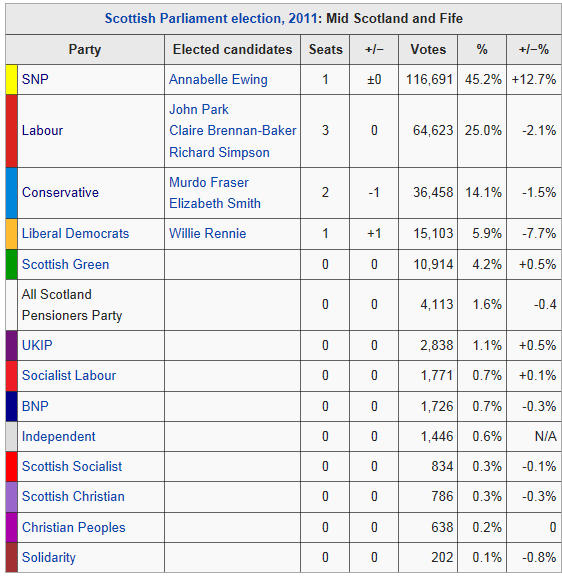 Scottish Parliament election, 2011: Mid Scotland and Fife
Party Elected candidates Seats +/− Votes % +/−%
SNP Annabelle Ewing 1 ±0 116,691 45.2% +12.7%
Labour John Park
Claire Brennan-Baker
Richard Simpson 3 0 64,623 25.0% -2.1%
Conservative Murdo Fraser
Elizabeth Smith 2 -1 36,458 14.1% -1.5%
Liberal Democrats Willie Rennie 1 +1 15,103 5.9% -7.7%
Scottish Green 0 0 10,914 4.2% +0.5%
All Scotland
Pensioners Party 0 0 4,113 1.6% -0.4
UKIP 0 0 2,838 1.1% +0.5%
Socialist Labour 0 0 1,771 0.7% +0.1%
BNP 0 0 1,726 0.7% -0.3%
Independent 0 0 1,446 0.6% N/A
Scottish Socialist 0 0 834 0.3% -0.1%
Scottish Christian 0 0 786 0.3% -0.3%
Christian Peoples 0 0 638 0.2% 0
Solidarity 0 0 202 0.1% -0.8%